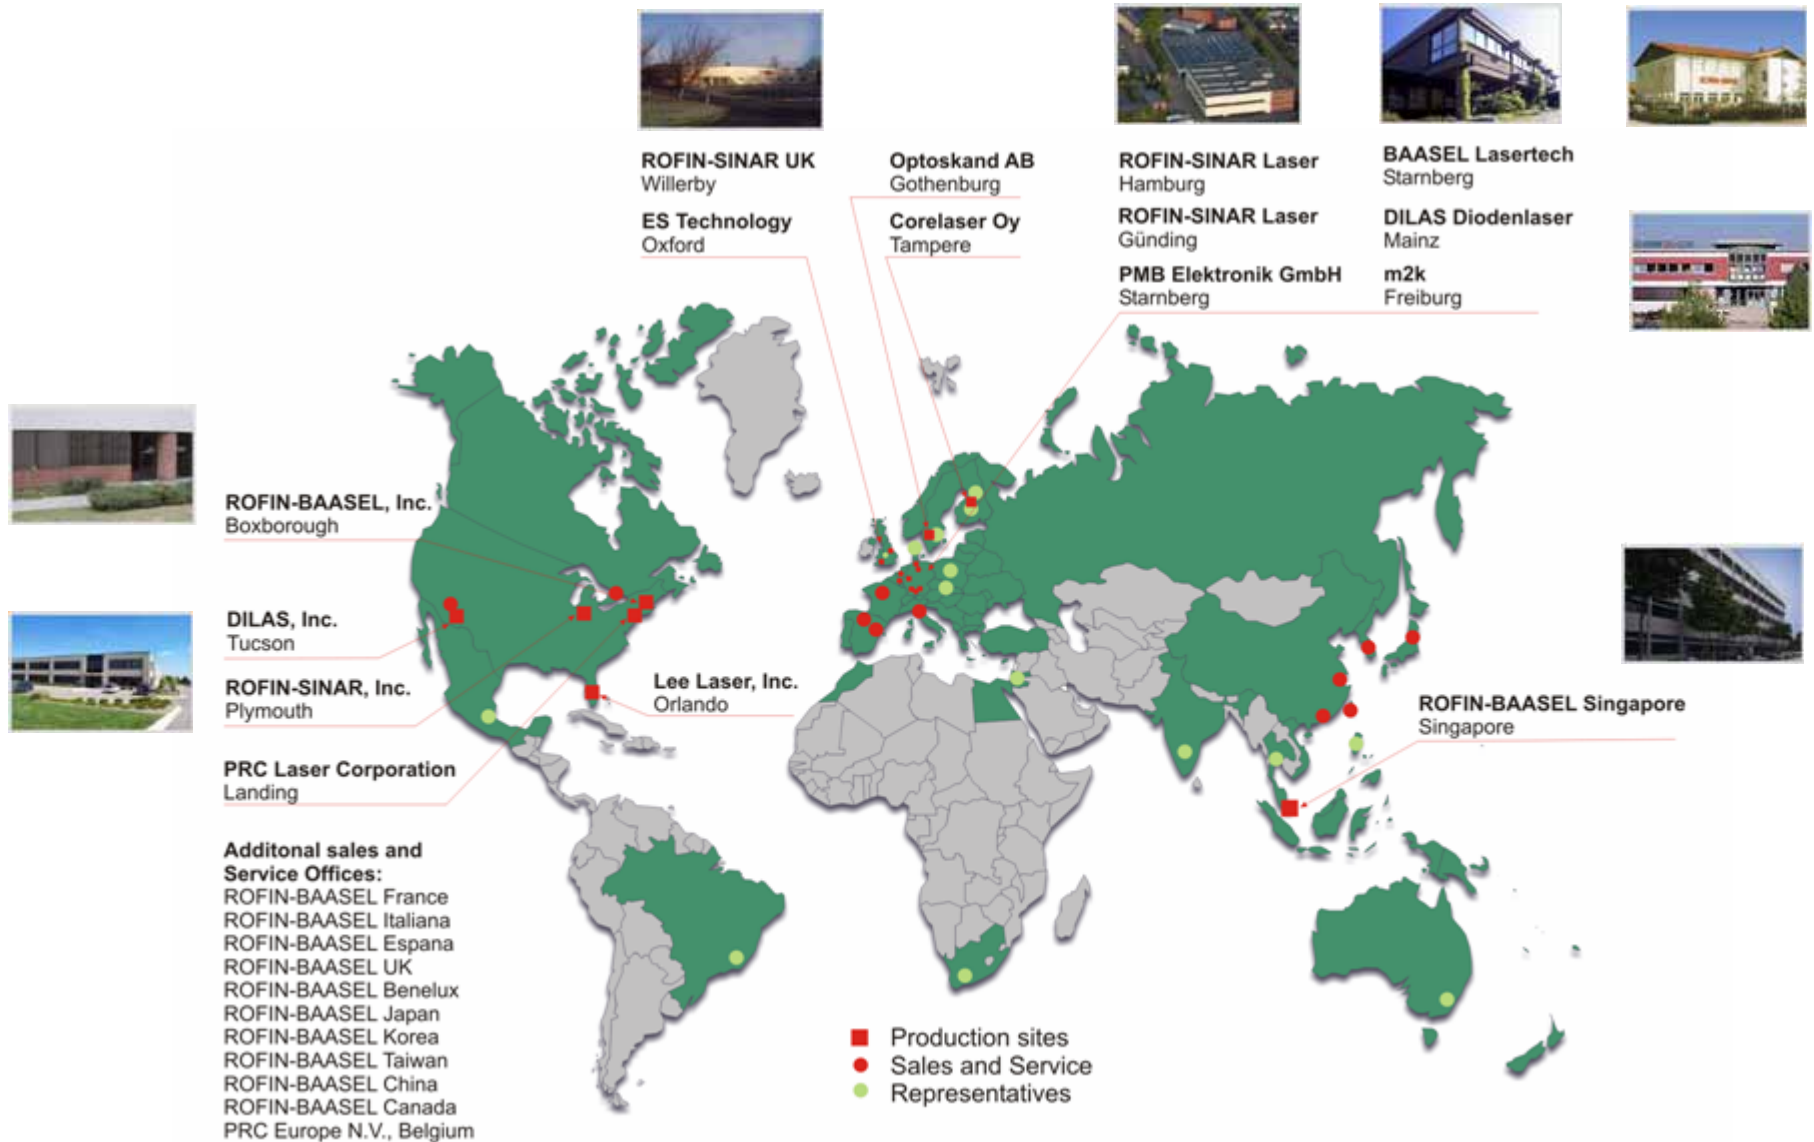 ROFIN-SINAR UK
Willerby
ES Technology
Oxford
Optoskand AB
Gothenburg
Corelaser Oy
Tampere
ROFIN-SINAR Laser
Hamburg
ROFIN-SINAR Laser
Günding
PMB Elektronik GmbH
Starnberg
BAASEL Lasertech
Starnberg
DILAS Diodenlaser
Mainz
m2k
Freiburg
ROFIN-BAASEL, Inc.
Boxborough
DILAS, Inc.
Tucson
ROFIN-SINAR, Inc.
Plymouth
Lee Laser, Inc.
Orlando
PRC Laser Corporation
Landing
ROFIN-BAASEL Singapore
Singapore
Additonal sales and
Service Offices:
ROFIN-BAASEL France
ROFIN-BAASEL Italiana
ROFIN-BAASEL Espana
ROFIN-BAASEL UK
ROFIN-BAASEL Benelux
ROFIN-BAASEL Japan
ROFIN-BAASEL Korea
ROFIN-BAASEL Taiwan
ROFIN-BAASEL China
ROFIN-BAASEL Canada
PRC Europe N.V., Belgium
Production sites
Sales and Service
Representatives